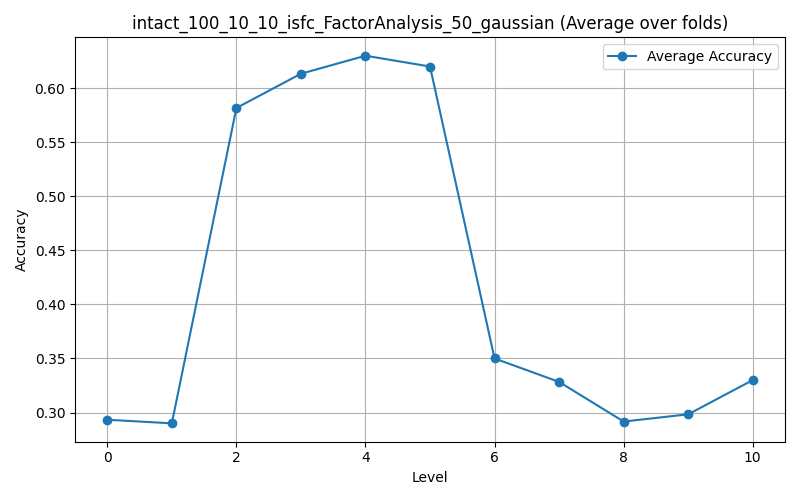 intact_100_10_10_isfc_FactorAnalysis_50_gaussian (Average over folds)
Average Accuracy
Accuracy
0.60
0.55
0.50
0.45
0.40
0.35
0.30
0 2 4 6 8 10
Level